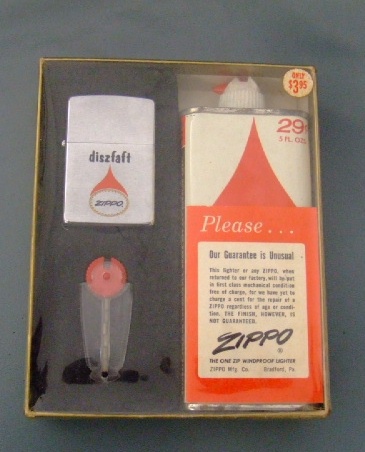 ONLY
$3.95
diszfaft
ZIPPO
29¢
5 FL. OZS.
Please...
Our Guarantee is Unusual
This lighter or any ZIPPO, when
returned to our factory, will be put
in first class mechanical condition
free of charge, for we have yet to
charge a cent for the repair of a
ZIPPO regardless of age or condi-
tion. THE FINISH, HOWEVER, IS
NOT GUARANTEED.
ZIPPO
®
THE ONE ZIP WINDPROOF LIGHTER
ZIPPO Mfg. Co. Bradford, Pa.